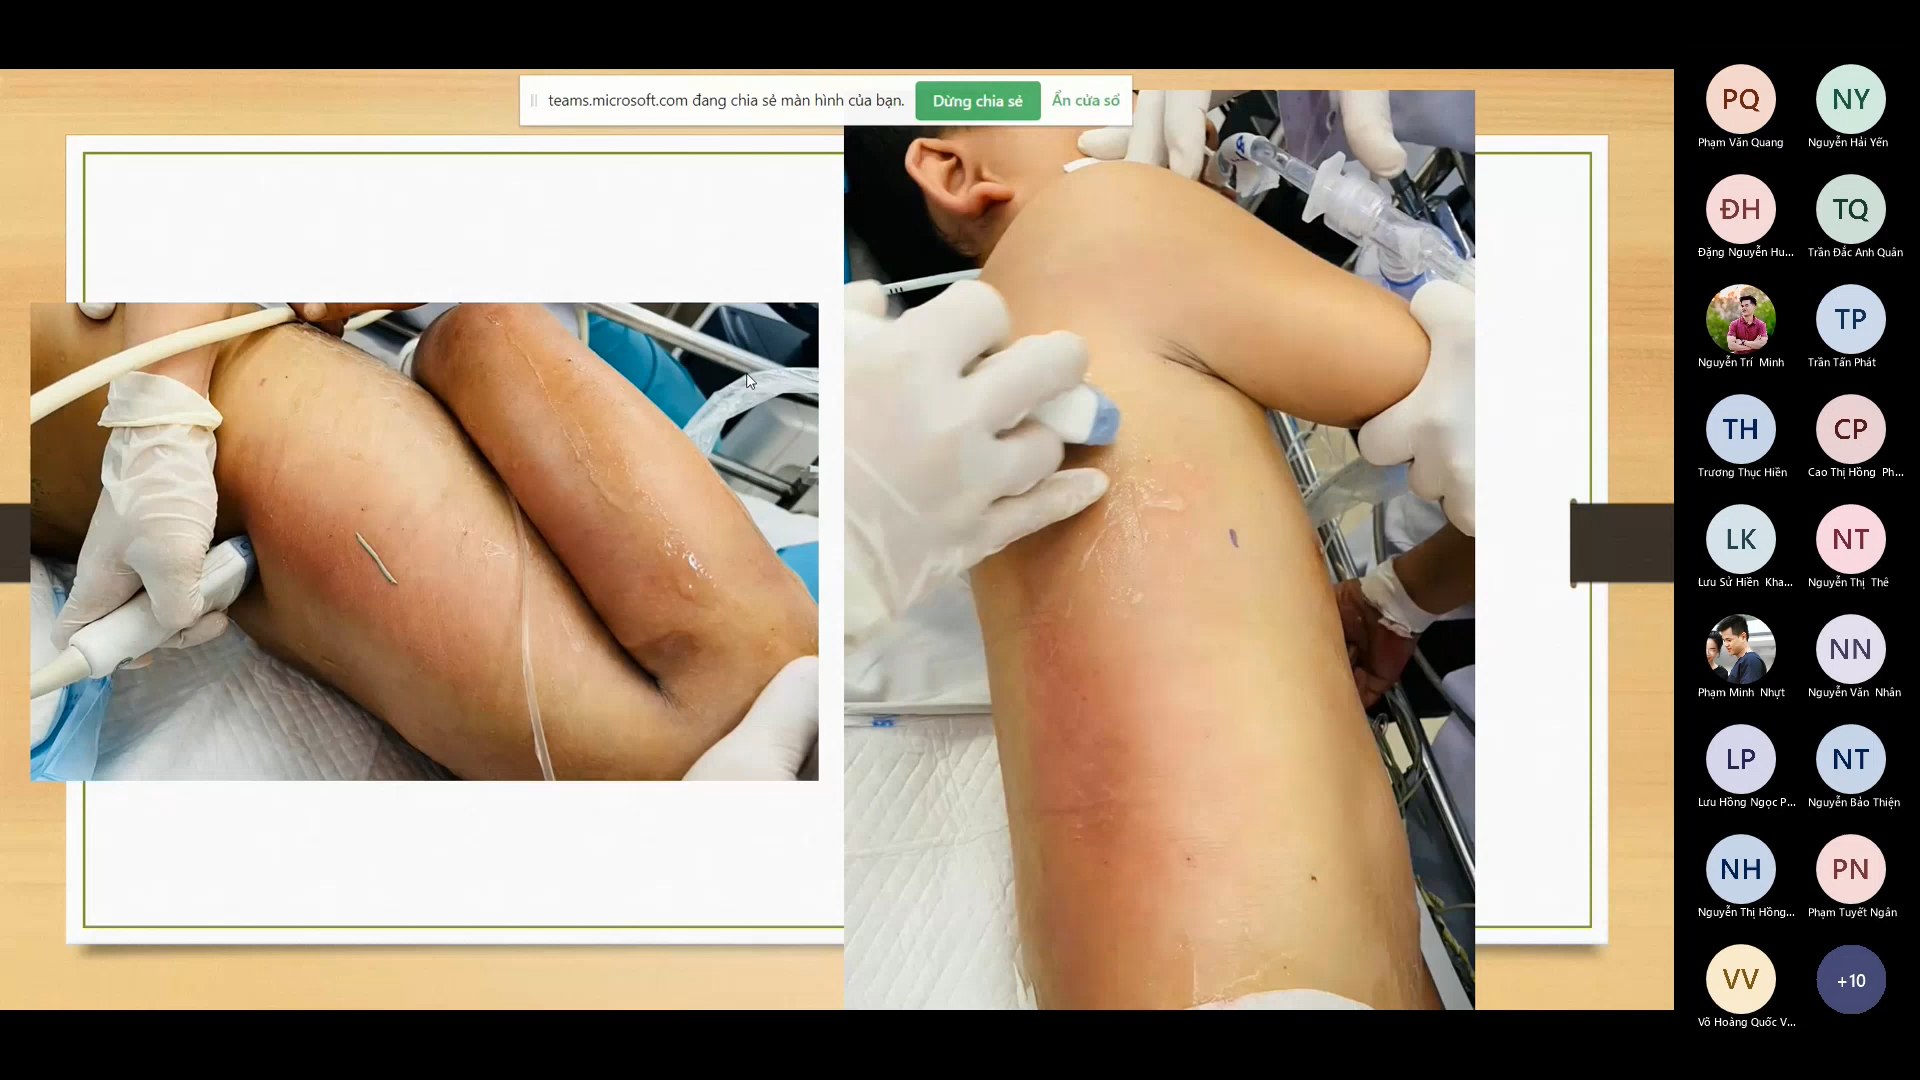 teams.microsoft.com đang chia sẻ màn hình của bạn.
Dừng chia sẻ
Ẩn cửa sổ
PQ
Phạm Văn Quang
NY
Nguyễn Hải Yến
ĐH
Đặng Nguyễn Hu...
TQ
Trần Đắc Anh Quân
Nguyễn Trí Minh
TP
Trần Tấn Phát
TH
Trương Thục Hiền
CP
Cao Thị Hồng Ph...
LK
Lưu Sử Hiền Kha...
NT
Nguyễn Thị Thê
Phạm Minh Nhựt
NN
Nguyễn Văn Nhân
LP
Lưu Hồng Ngọc P...
NT
Nguyễn Bảo Thiện
NH
Nguyễn Thị Hồng...
PN
Phạm Tuyết Ngân
VV
Võ Hoàng Quốc V...
+10